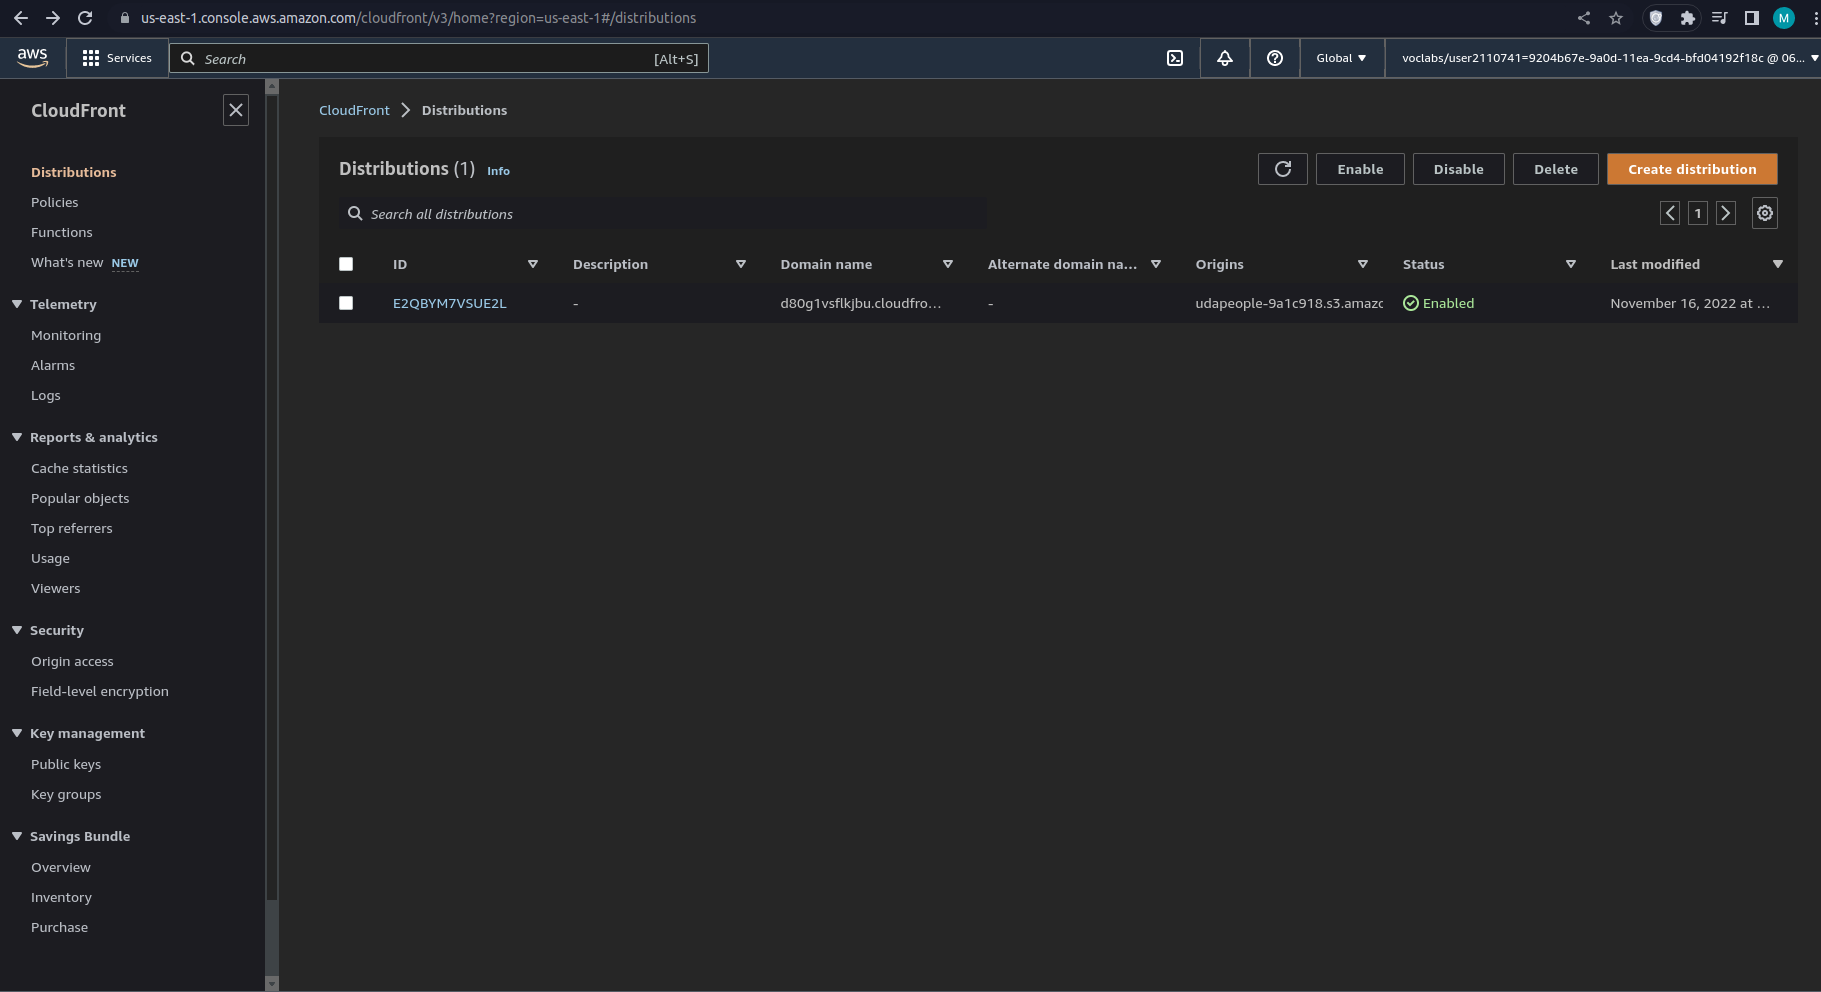 us-east-1.console.aws.amazon.com/cloudfront/v3/home?region=us-east-1#/distributions
M
aws
Services
Search
[Alt+S]
Global
voclabs/user2110741=9204b67e-9a0d-11ea-9cd4-bfd04192f18c @ 06...
CloudFront
Distributions
Policies
Functions
What's new NEW
Telemetry
Monitoring
Alarms
Logs
Reports & analytics
Cache statistics
Popular objects
Top referrers
Usage
Viewers
Security
Origin access
Field-level encryption
Key management
Public keys
Key groups
Savings Bundle
Overview
Inventory
Purchase
CloudFront > Distributions
Distributions (1) Info
Enable
Disable
Delete
Create distribution
Search all distributions
1
ID Description Domain name Alternate domain na... Origins Status Last modified
E2QBYM7VSUE2L - d80g1vsflkjbu.cloudfro... - udapeople-9a1c918.s3.amazc Enabled November 16, 2022 at ...